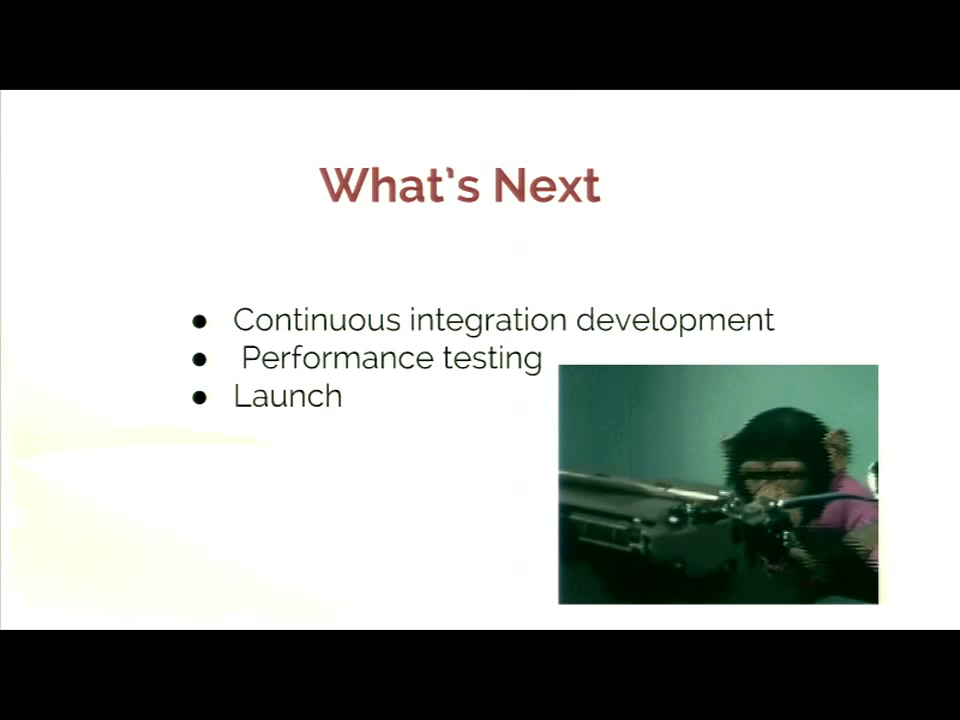 What's Next
● Continuous integration development
● Performance testing
● Launch